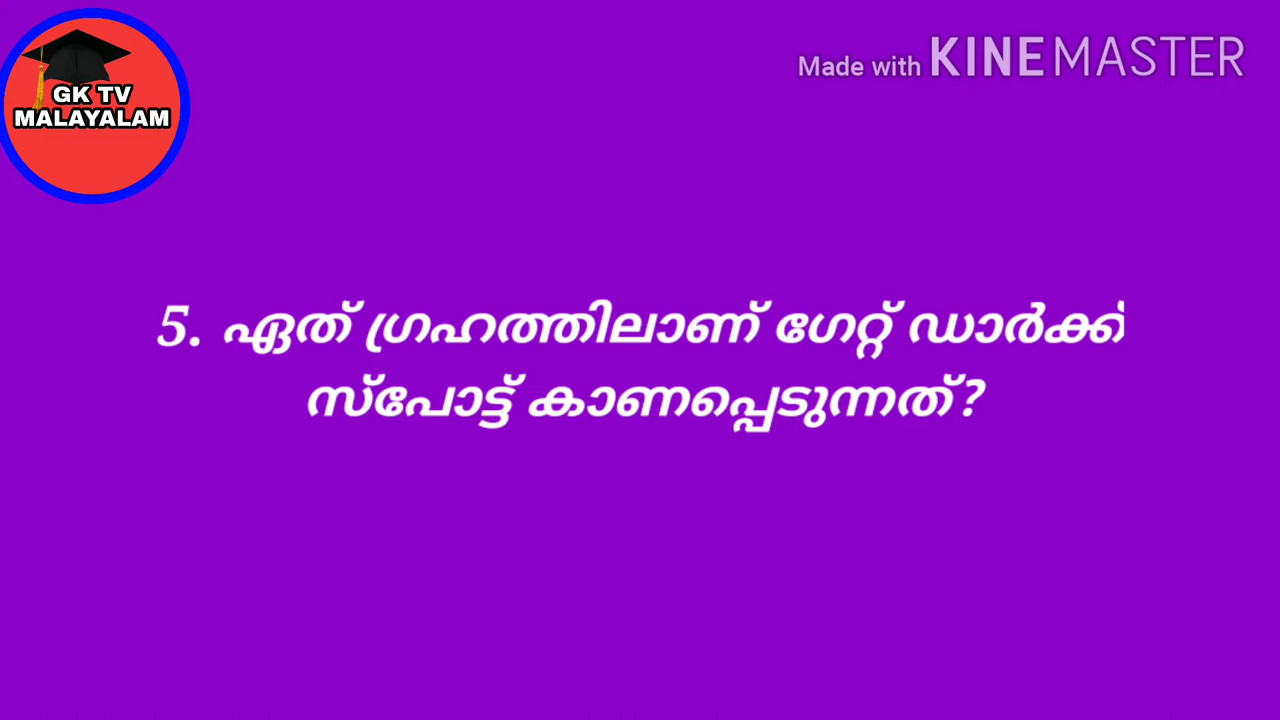 GK TV
MALAYALAM
Made with KINEMASTER
5. ഏത് ഗ്രഹത്തിലാണ് ഗേറ്റ് ഡാർക്ക്
സ്പോട്ട് കാണപ്പെടുന്നത്?